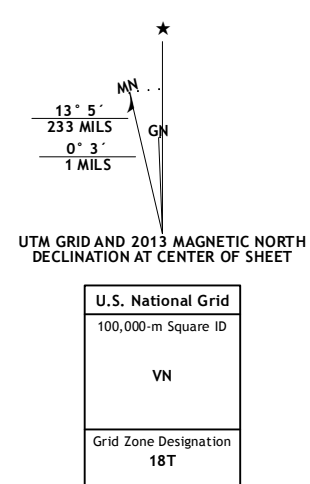 ★
MN
13° 5´
233 MILS
GN
0° 3´
1 MILS
UTM GRID AND 2013 MAGNETIC NORTH
DECLINATION AT CENTER OF SHEET
U.S. National Grid
100,000-m Square ID
VN
Grid Zone Designation
18T